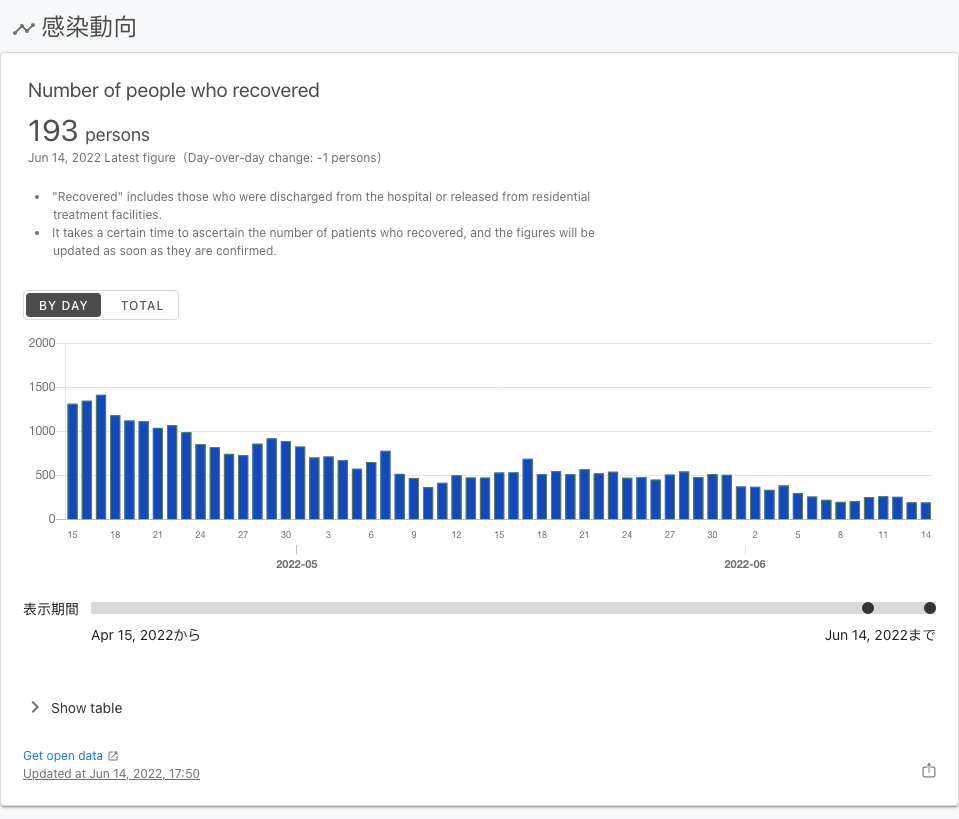 感染動向
Number of people who recovered
193 persons
Jun 14, 2022 Latest figure (Day-over-day change: -1 persons)
• "Recovered" includes those who were discharged from the hospital or released from residential
treatment facilities.
• It takes a certain time to ascertain the number of patients who recovered, and the figures will be
updated as soon as they are confirmed.
BY DAY TOTAL
2000
1500
1000
500
0
15 18 21 24 27 30 3 6 9 12 15 18 21 24 27 30 2 5 8 11 14
2022-05 2022-06
表示期間
Apr 15, 2022から Jun 14, 2022まで
Show table
Get open data
Updated at Jun 14, 2022, 17:50